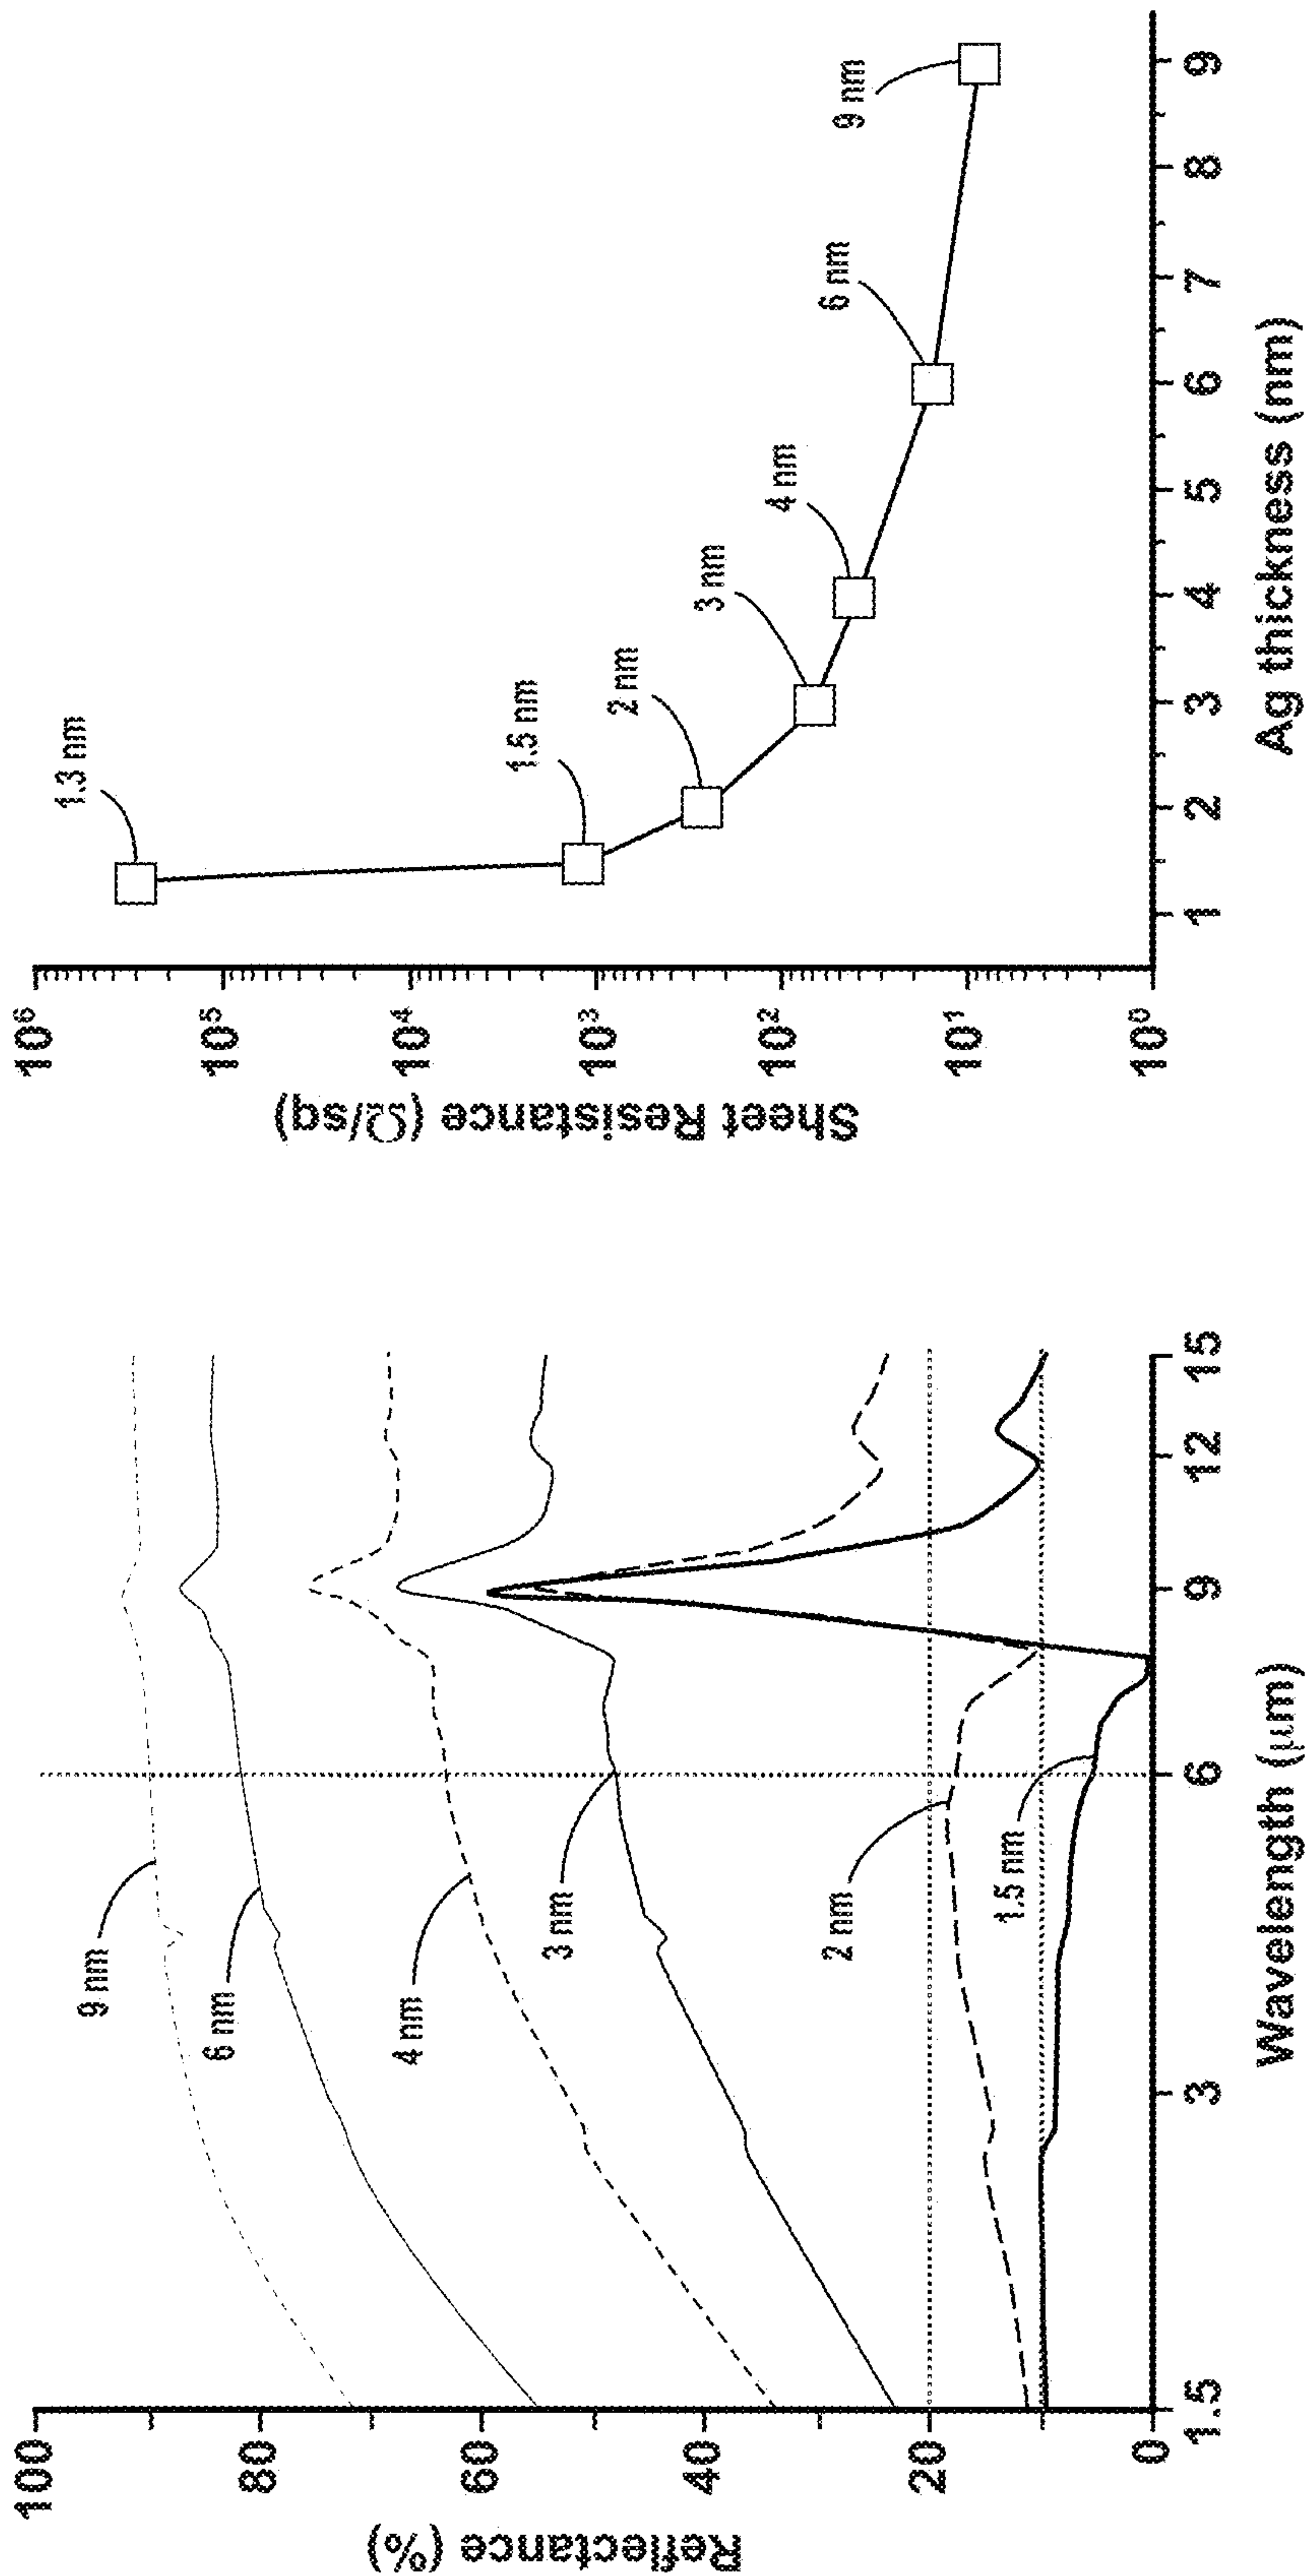 100
80
60
40
20
0
Reflectance (%)
9 nm
6 nm
4 nm
3 nm
2 nm
1.5 nm
1.5
3
6
9
12
15
Wavelength (μm)
10⁶
10⁵
10⁴
10³
10²
10¹
10⁰
Sheet Resistance (Ω/sq)
1.3 nm
1.5 nm
2 nm
3 nm
4 nm
6 nm
9 nm
1
2
3
4
5
6
7
8
9
Ag thickness (nm)